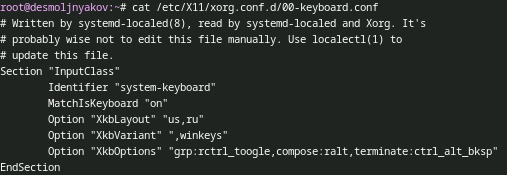 root@desmoljnyakov:~# cat /etc/X11/xorg.conf.d/00-keyboard.conf
# Written by systemd-localed(8), read by systemd-localed and Xorg. It's
# probably wise not to edit this file manually. Use localectl(1) to
# update this file.
Section "InputClass"
        Identifier "system-keyboard"
        MatchIsKeyboard "on"
        Option "XkbLayout" "us,ru"
        Option "XkbVariant" ",winkeys"
        Option "XkbOptions" "grp:rctrl_toogle,compose:ralt,terminate:ctrl_alt_bksp"
EndSection